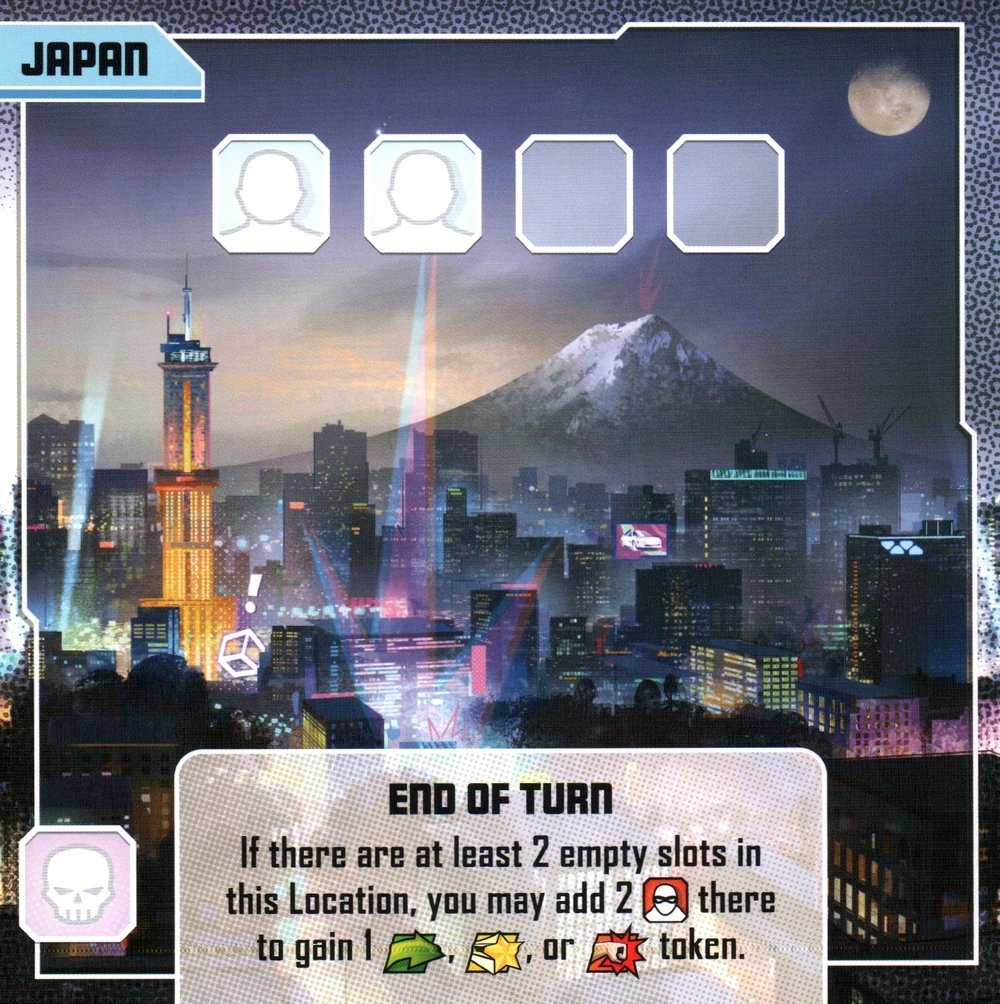 JAPAN
!
END OF TURN
If there are at least 2 empty slots in
this Location, you may add 2 there
to gain 1 , , or token.